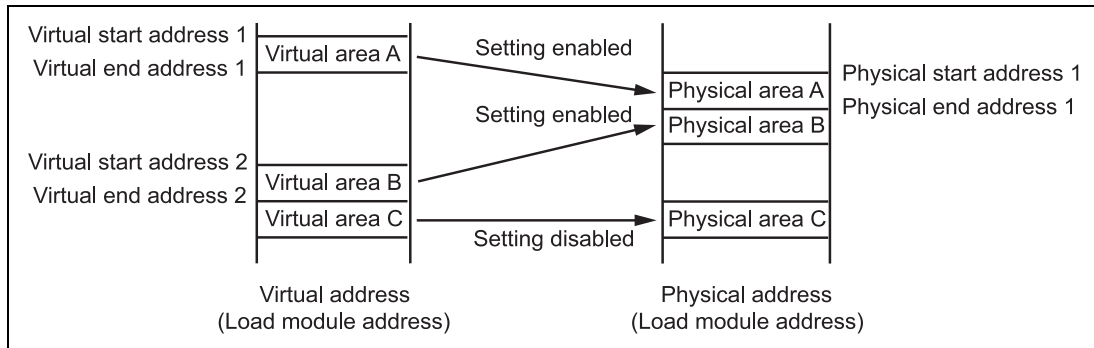 Virtual start address 1
Virtual end address 1
Virtual area A
Setting enabled
Physical area A
Physical start address 1
Physical end address 1
Setting enabled
Physical area B
Virtual start address 2
Virtual end address 2
Virtual area B
Virtual area C
Setting disabled
Physical area C
Virtual address
(Load module address)
Physical address
(Load module address)